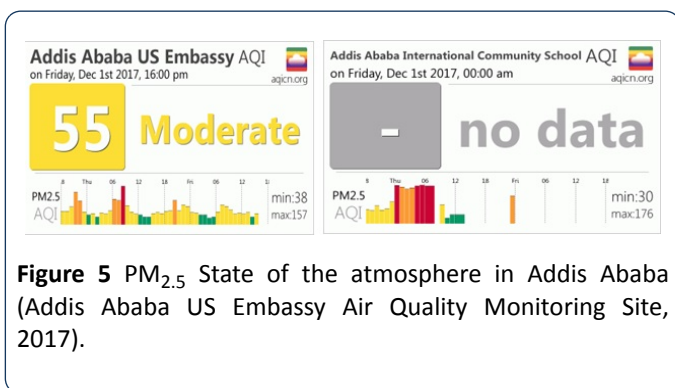 Addis Ababa US Embassy AQI
on Friday, Dec 1st 2017, 16:00 pm
aqicn.org
55 Moderate
Thu 06 12 18 Fri 06 12
PM2.5
AQI
min:38
max:157
Addis Ababa International Community School AQI
on Friday, Dec 1st 2017, 00:00 am
aqicn.org
- no data
Thu 06 12 18 Fri 06 12 18
PM2.5
AQI
min:30
max:176
Figure 5 PM2.5 State of the atmosphere in Addis Ababa
(Addis Ababa US Embassy Air Quality Monitoring Site,
2017).